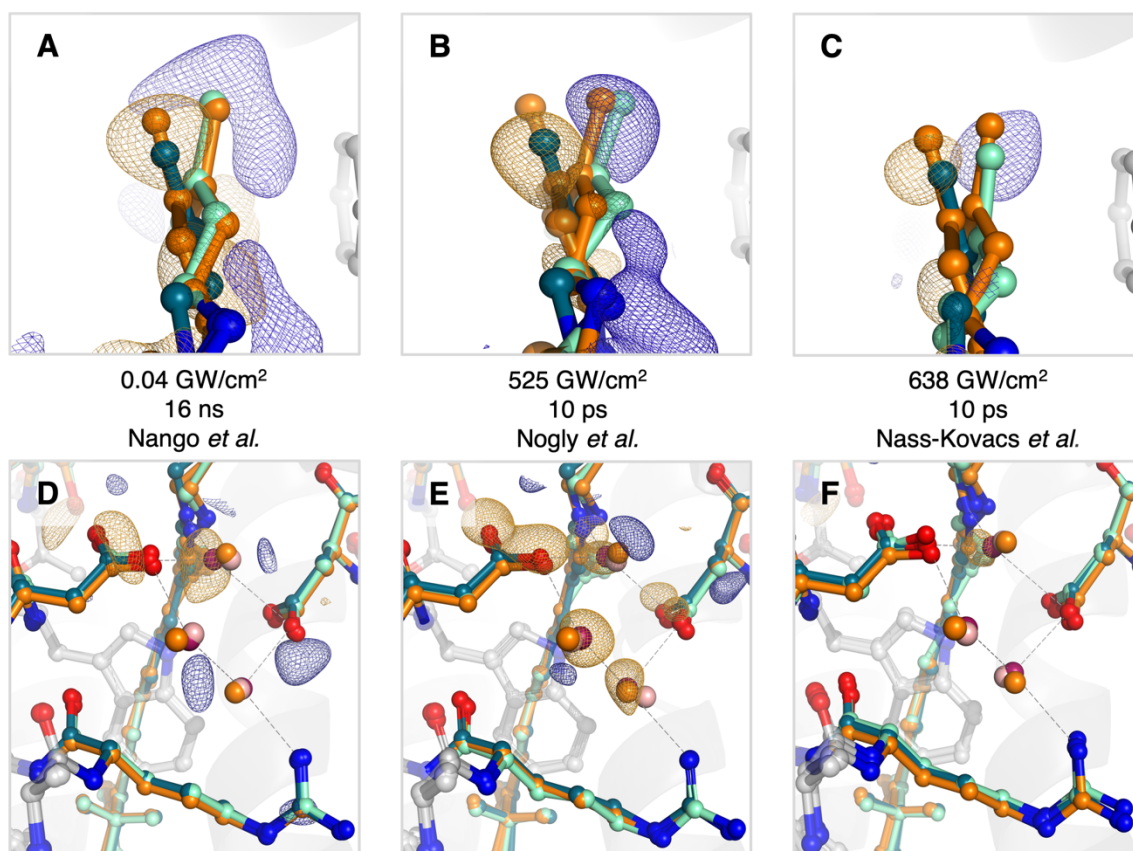 A
B
C
0.04 GW/cm²
16 ns
Nango et al.
525 GW/cm²
10 ps
Nogly et al.
638 GW/cm²
10 ps
Nass-Kovacs et al.
D
E
F